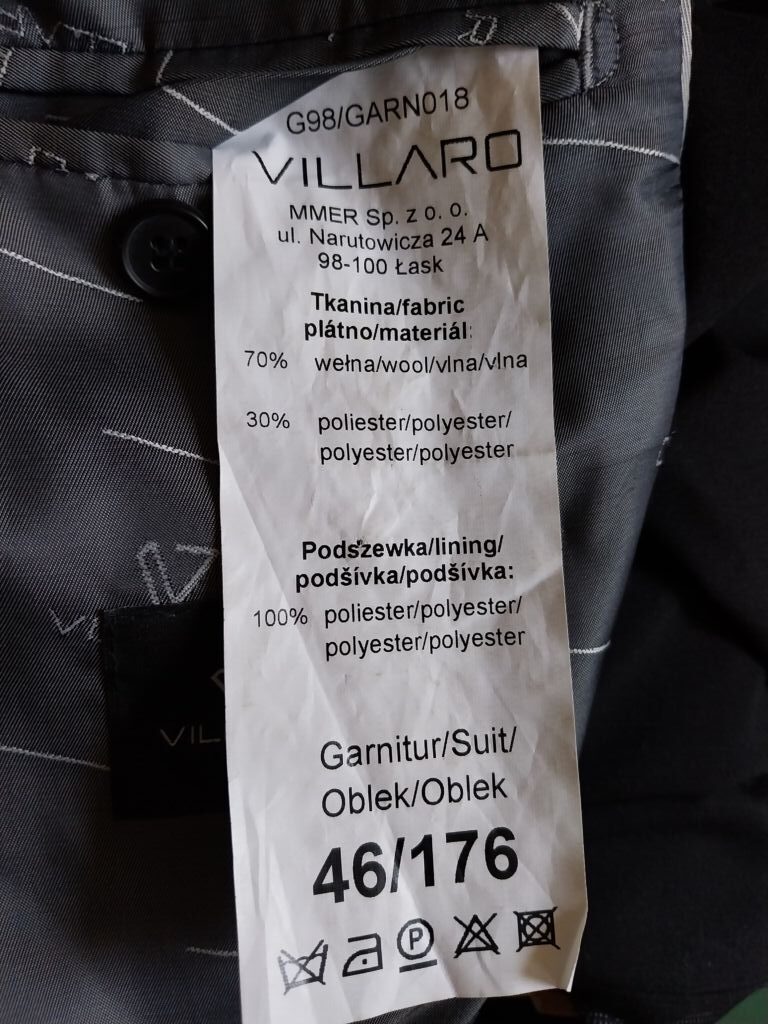 G98/GARN018
VILLARO
MMER Sp. z o. o.
ul. Narutowicza 24 A
98-100 Łask
Tkanina/fabric
plátno/materiál:
70% wełna/wool/vlna/vlna
30% poliester/polyester/
polyester/polyester
Podszewka/lining/
podšívka/podšívka:
100% poliester/polyester/
polyester/polyester
VIL
Garnitur/Suit/
Oblek/Oblek
46/176
P